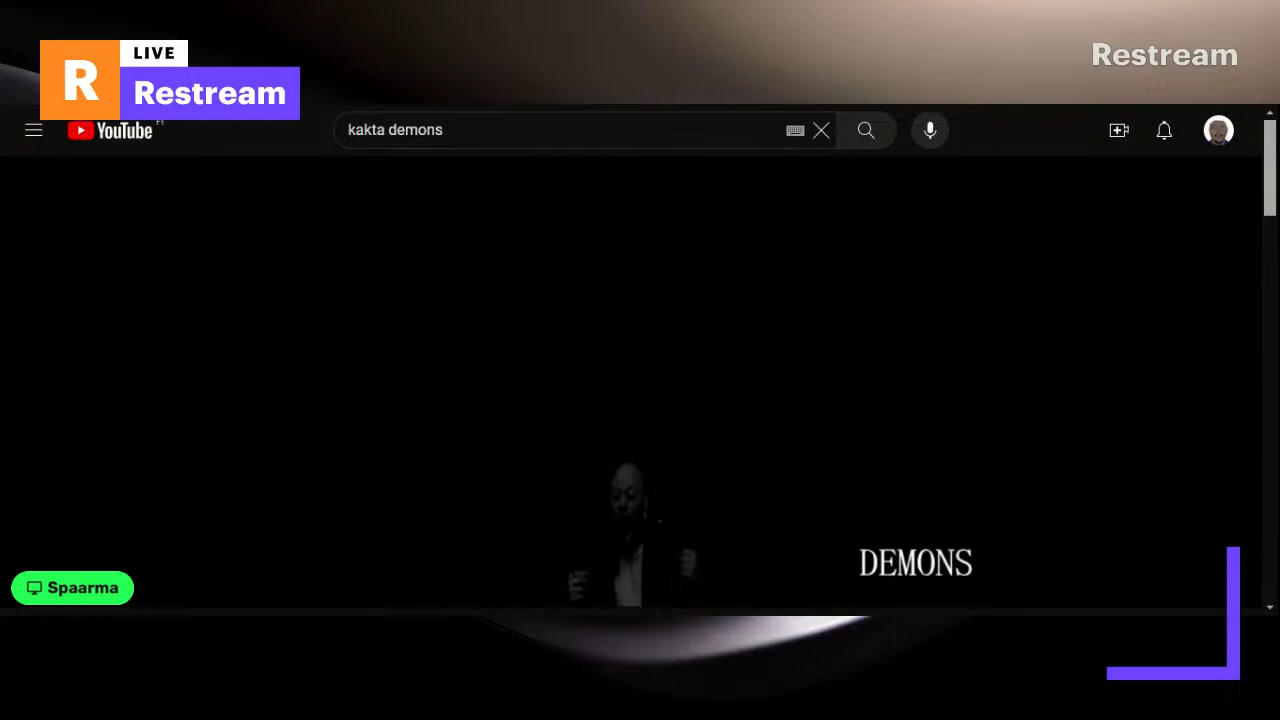 R
LIVE
Restream
Restream
YouTube FI
kakta demons
DEMONS
Spaarma